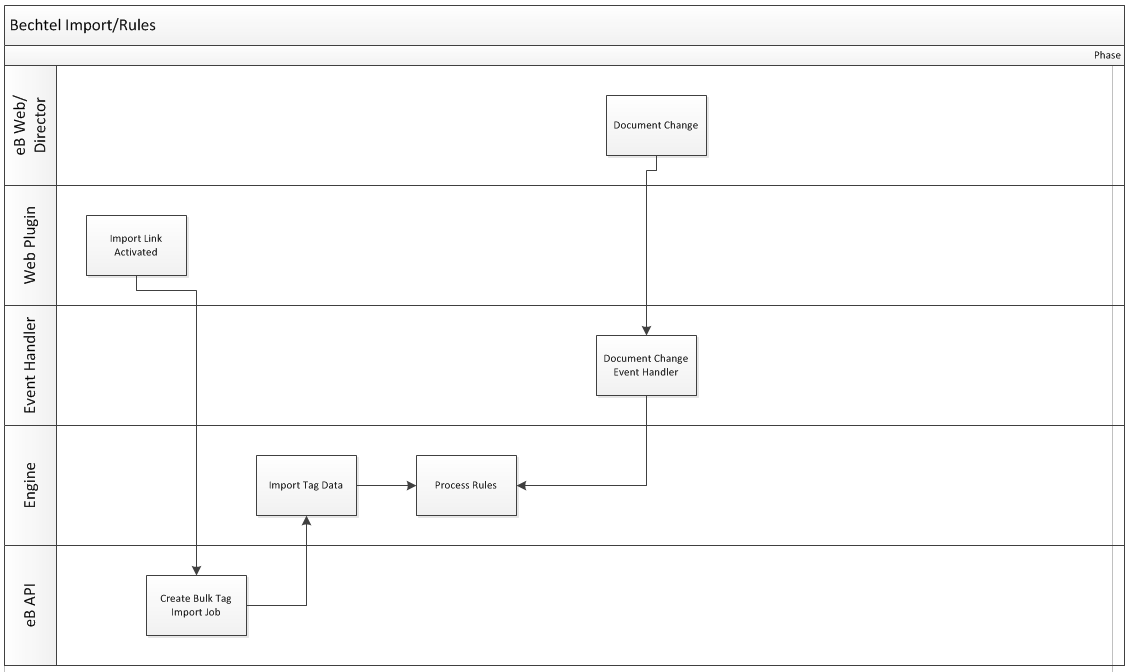 Bechtel Import/Rules
Phase
eB Web/
Director
Document Change
Web Plugin
Import Link
Activated
Event Handler
Document Change
Event Handler
Engine
Import Tag Data
Process Rules
eB API
Create Bulk Tag
Import Job